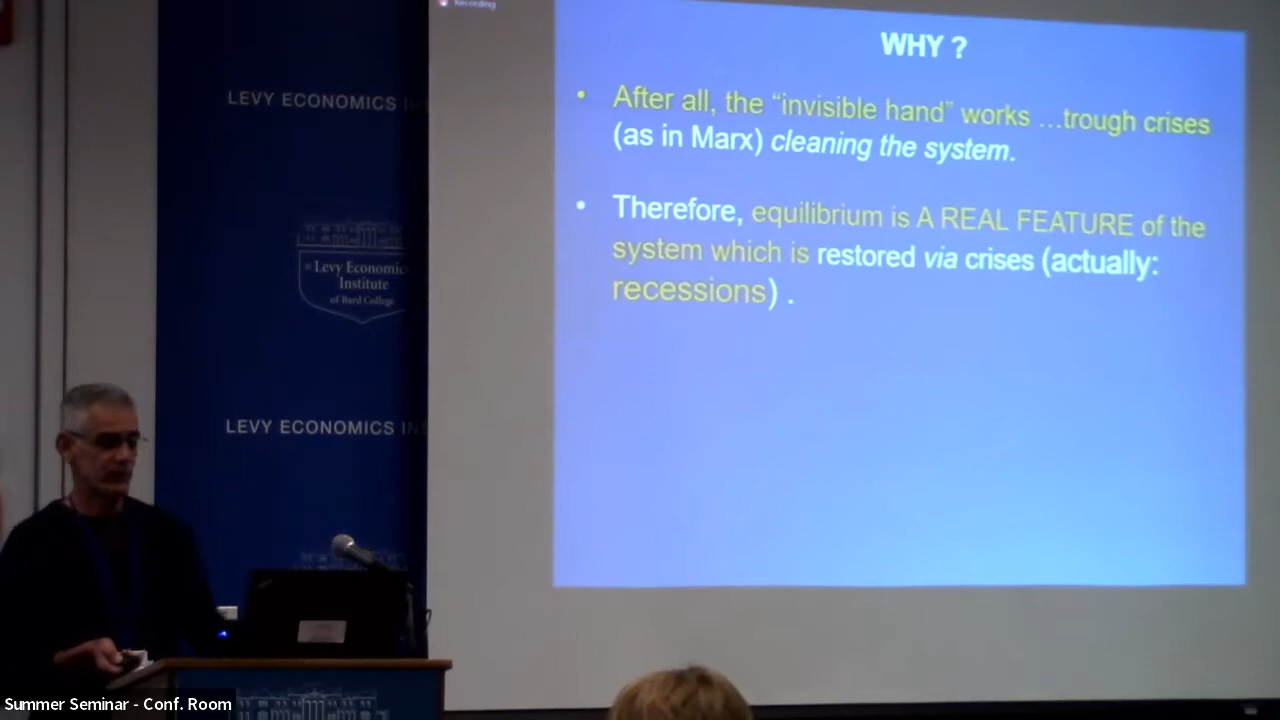 Recording
WHY ?
• After all, the “invisible hand” works …trough crises
(as in Marx) cleaning the system.
• Therefore, equilibrium is A REAL FEATURE of the
system which is restored via crises (actually:
recessions) .
LEVY ECONOMICS
Levy Economic
Institute
of Bard College
LEVY ECONOMICS
Summer Seminar - Conf. Room